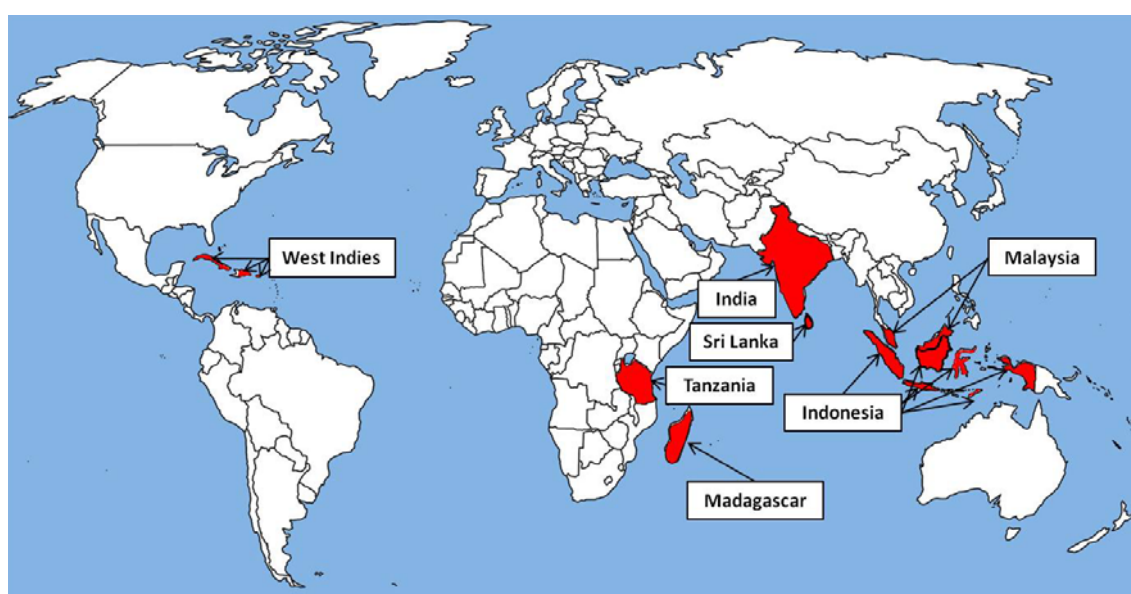 West Indies
Malaysia
India
Sri Lanka
Tanzania
Indonesia
Madagascar